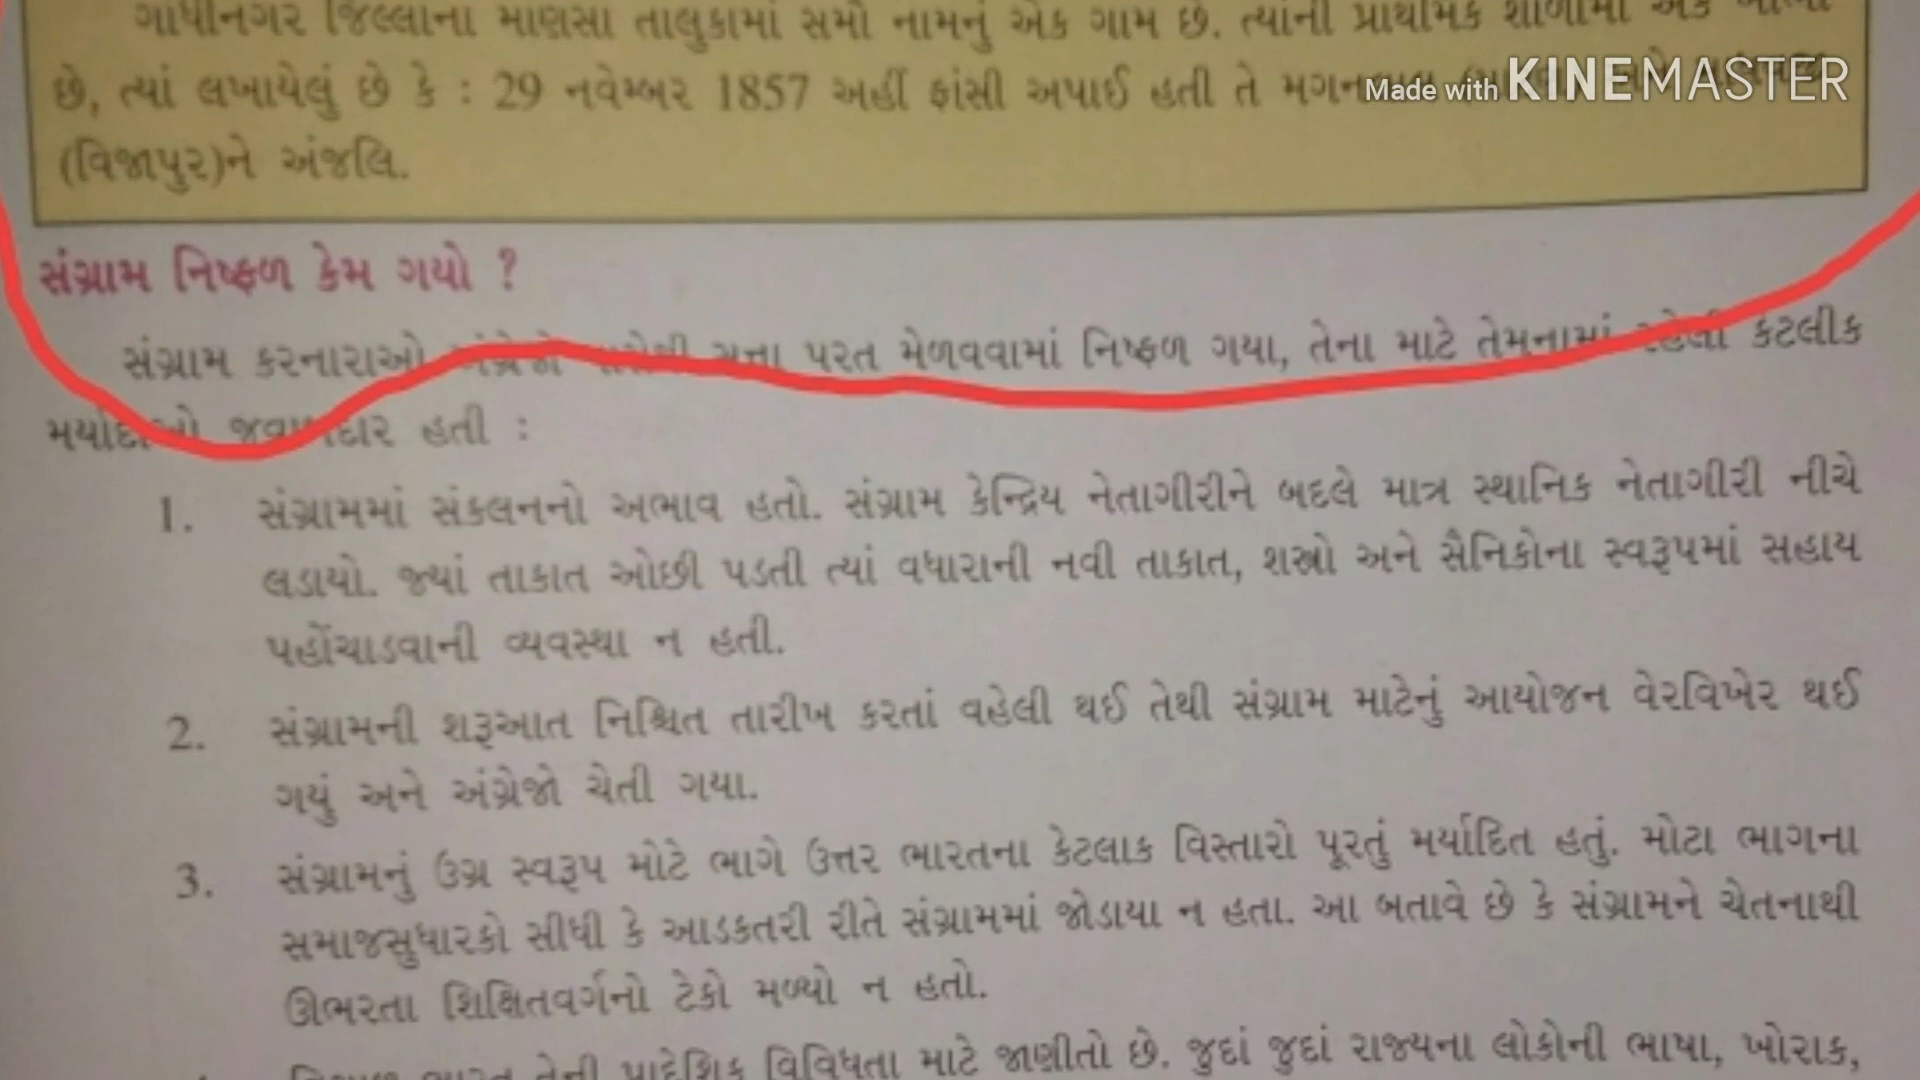 ગાંધીનગર જિલ્લાના માણસા તાલુકામાં સમૌ નામનું એક ગામ છે. ત્યાંની પ્રાથમિક શાળામાં એક
છે, ત્યાં લખાયેલું છે કે : 29 નવેમ્બર 1857 અહીં ફાંસી અપાઈ હતી તે
Made with KINEMASTER
(વિજાપુર)ને અંજલિ.
સંગ્રામ નિષ્ફળ કેમ ગયો ?
સંગ્રામ કરનારાઓ અંગ્રેજો પાસેથી સત્તા પરત મેળવવામાં નિષ્ફળ ગયા, તેના માટે તેમનામાં રહેલી કેટલીક
મર્યાદાઓ જવાબદાર હતી :
1. સંગ્રામમાં સંકલનનો અભાવ હતો. સંગ્રામ કેન્દ્રિય નેતાગીરીને બદલે માત્ર સ્થાનિક નેતાગીરી નીચે
લડાયો. જ્યાં તાકાત ઓછી પડતી ત્યાં વધારાની નવી તાકાત, શસ્ત્રો અને સૈનિકોના સ્વરૂપમાં સહાય
પહોંચાડવાની વ્યવસ્થા ન હતી.
2. સંગ્રામની શરૂઆત નિશ્ચિત તારીખ કરતાં વહેલી થઈ તેથી સંગ્રામ માટેનું આયોજન વેરવિખેર થઈ
ગયું અને અંગ્રેજો ચેતી ગયા.
3. સંગ્રામનું ઉગ્ર સ્વરૂપ મોટે ભાગે ઉત્તર ભારતના કેટલાક વિસ્તારો પૂરતું મર્યાદિત હતું. મોટા ભાગના
સમાજસુધારકો સીધી કે આડકતરી રીતે સંગ્રામમાં જોડાયા ન હતા. આ બતાવે છે કે સંગ્રામને ચેતનાથી
ઊભરતા શિક્ષિતવર્ગનો ટેકો મળ્યો ન હતો.
ભારત તેની પ્રાદેશિક વિવિધતા માટે જાણીતો છે. જુદાં જુદાં રાજ્યના લોકોની ભાષા, ખોરાક,